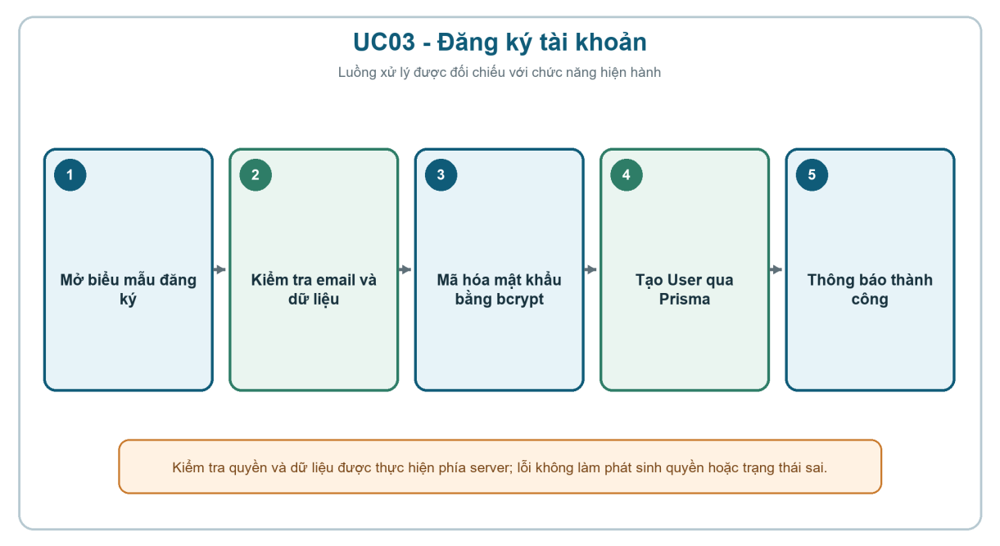 UC03 - Đăng ký tài khoản
Luồng xử lý được đối chiếu với chức năng hiện hành
1
Mở biểu mẫu đăng
ký
2
Kiểm tra email và
dữ liệu
3
Mã hóa mật khẩu
bằng bcrypt
4
Tạo User qua
Prisma
5
Thông báo thành
công
Kiểm tra quyền và dữ liệu được thực hiện phía server; lỗi không làm phát sinh quyền hoặc trạng thái sai.